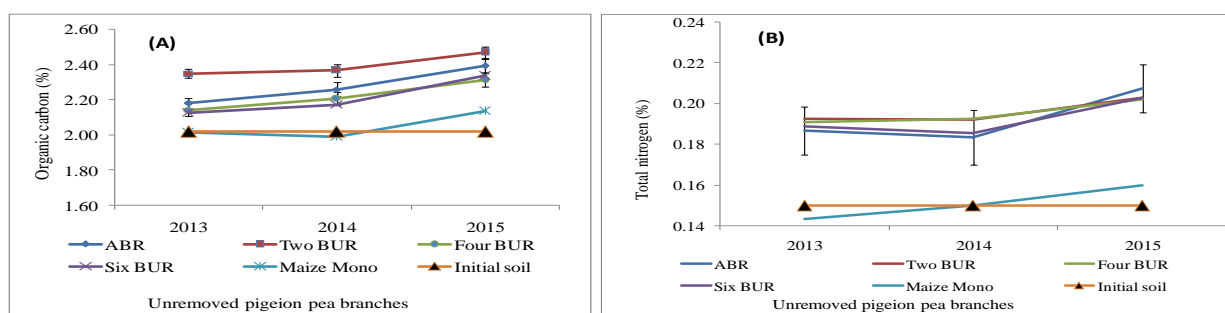 (A)
Organic carbon (%)
2.60
2.40
2.20
2.00
1.80
1.60
2013 2014 2015
ABR Two BUR Four BUR
Six BUR Maize Mono Initial soil
Unremoved pigeion pea branches
(B)
Total nitrogen (%)
0.22
0.20
0.18
0.16
0.14
2013 2014 2015
ABR Two BUR Four BUR
Six BUR Maize Mono Initial soil
Unremoved pigeion pea branches